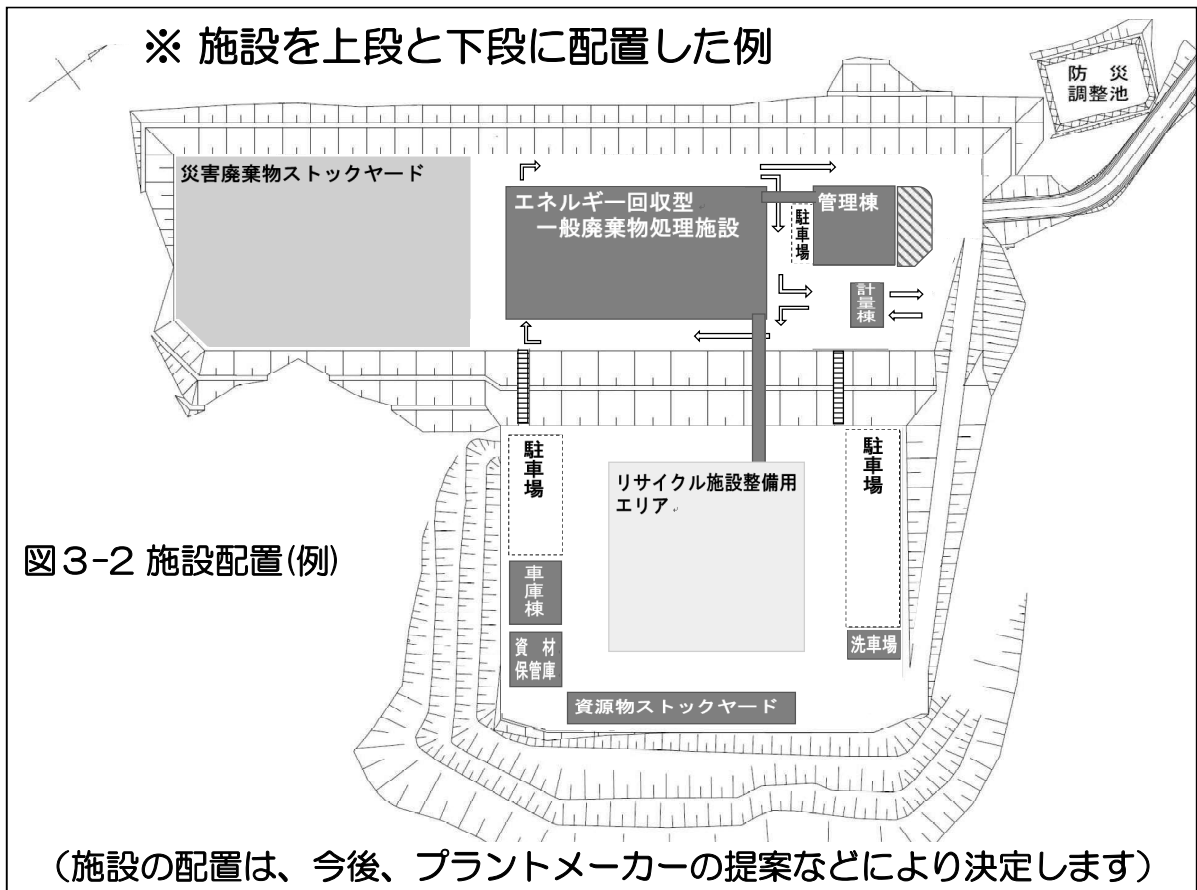 ※ 施設を上段と下段に配置した例
防 災
調整池
災害廃棄物ストックヤード
エネルギー回収型
一般廃棄物処理施設
駐車場
管理棟
計量棟
駐車場
リサイクル施設整備用
エリア
駐車場
図3-2 施設配置(例)
車庫棟
資 材
保管庫
洗車場
資源物ストックヤード
（施設の配置は、今後、プラントメーカーの提案などにより決定します）